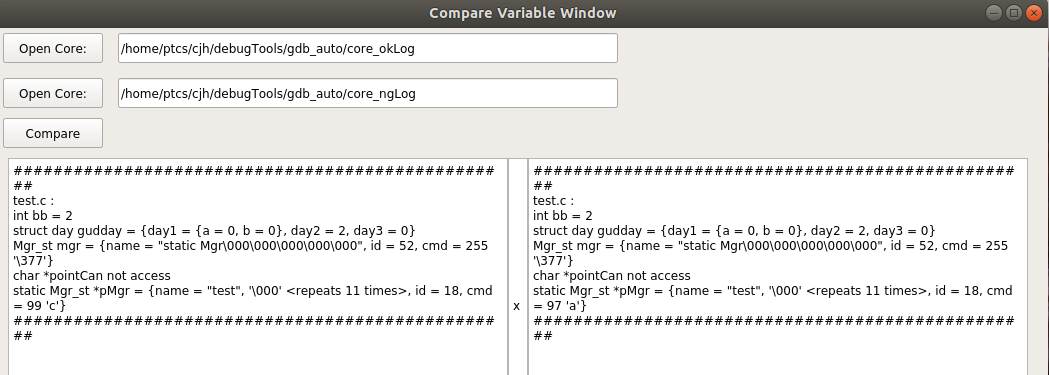 Compare Variable Window
Open Core:
/home/ptcs/cjh/debugTools/gdb_auto/core_okLog
Open Core:
/home/ptcs/cjh/debugTools/gdb_auto/core_ngLog
Compare
################################################
##
test.c :
int bb = 2
struct day gudday = {day1 = {a = 0, b = 0}, day2 = 2, day3 = 0}
Mgr_st mgr = {name = "static Mgr\000\000\000\000\000", id = 52, cmd = 255
'\377'}
char *pointCan not access
static Mgr_st *pMgr = {name = "test", '\000' <repeats 11 times>, id = 18, cmd
= 99 'c'}
################################################
##
x
################################################
##
test.c :
int bb = 2
struct day gudday = {day1 = {a = 0, b = 0}, day2 = 2, day3 = 0}
Mgr_st mgr = {name = "static Mgr\000\000\000\000\000", id = 52, cmd = 255
'\377'}
char *pointCan not access
static Mgr_st *pMgr = {name = "test", '\000' <repeats 11 times>, id = 18, cmd
= 97 'a'}
################################################
##